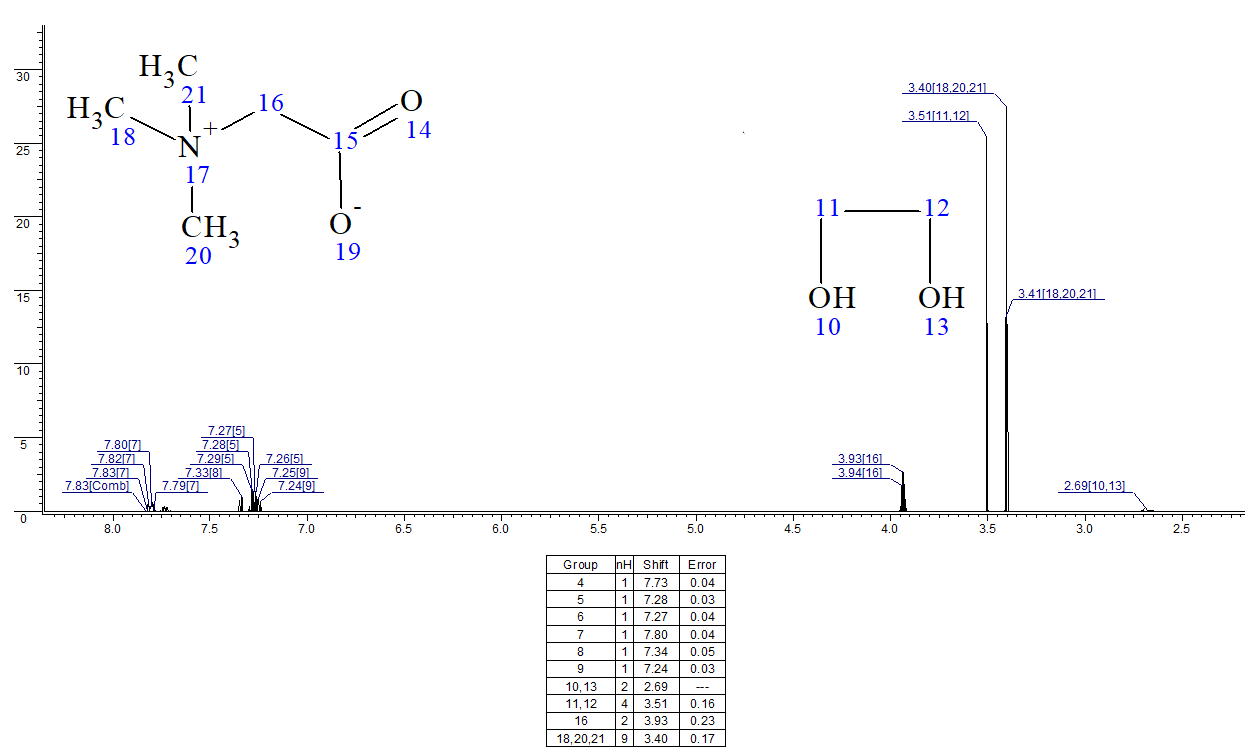 30
25
20
15
10
5
0
H3C
21
H3C
18
N+
17
CH3
20
16
15
O
14
O-
19
11
12
OH
10
OH
13
3.40[18,20,21]
3.51[11,12]
3.41[18,20,21]
7.27[5]
7.80[7]
7.28[5]
7.82[7]
7.29[5]
7.26[5]
7.83[7]
7.33[8]
7.25[9]
7.83[Comb]
7.79[7]
7.24[9]
3.93[16]
3.94[16]
2.69[10,13]
8.0 7.5 7.0 6.5 6.0 5.5 5.0 4.5 4.0 3.5 3.0 2.5
Group nH Shift Error
4 1 7.73 0.04
5 1 7.28 0.03
6 1 7.27 0.04
7 1 7.80 0.04
8 1 7.34 0.05
9 1 7.24 0.03
10,13 2 2.69 ---
11,12 4 3.51 0.16
16 2 3.93 0.23
18,20,21 9 3.40 0.17